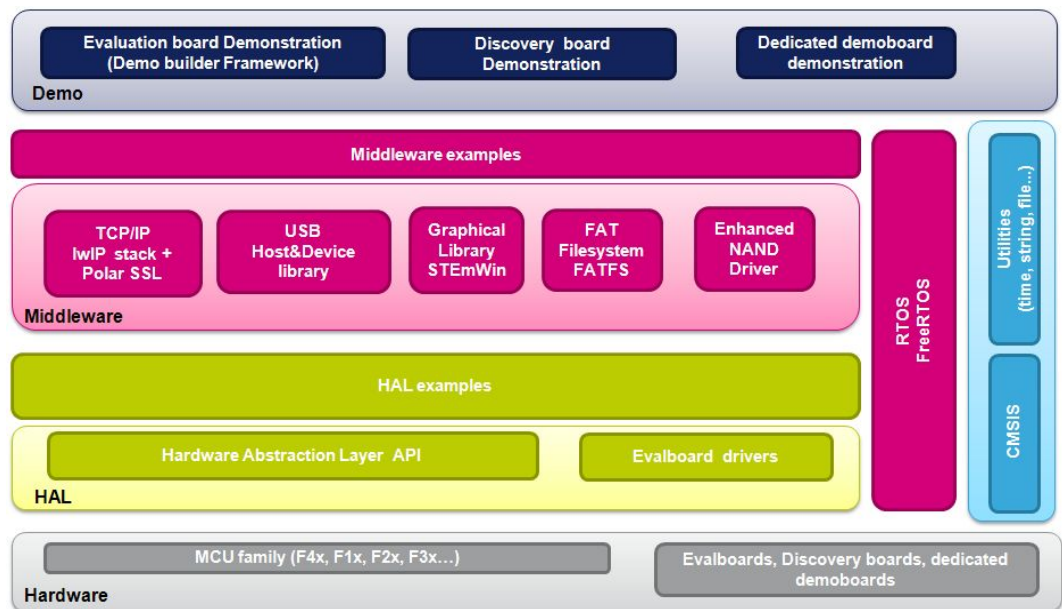 Evaluation board Demonstration
(Demo builder Framework)
Discovery board
Demonstration
Dedicated demoboard
demonstration
Demo
Middleware examples
TCP/IP
lwIP stack +
Polar SSL
USB
Host&Device
library
Graphical
Library
STEmWin
FAT
Filesystem
FATFS
Enhanced
NAND
Driver
Middleware
HAL examples
Hardware Abstraction Layer API
Evalboard drivers
HAL
RTOS
FreeRTOS
Utilities
(time, string, file...)
CMSIS
MCU family (F4x, F1x, F2x, F3x...)
Evalboards, Discovery boards, dedicated
demoboards
Hardware